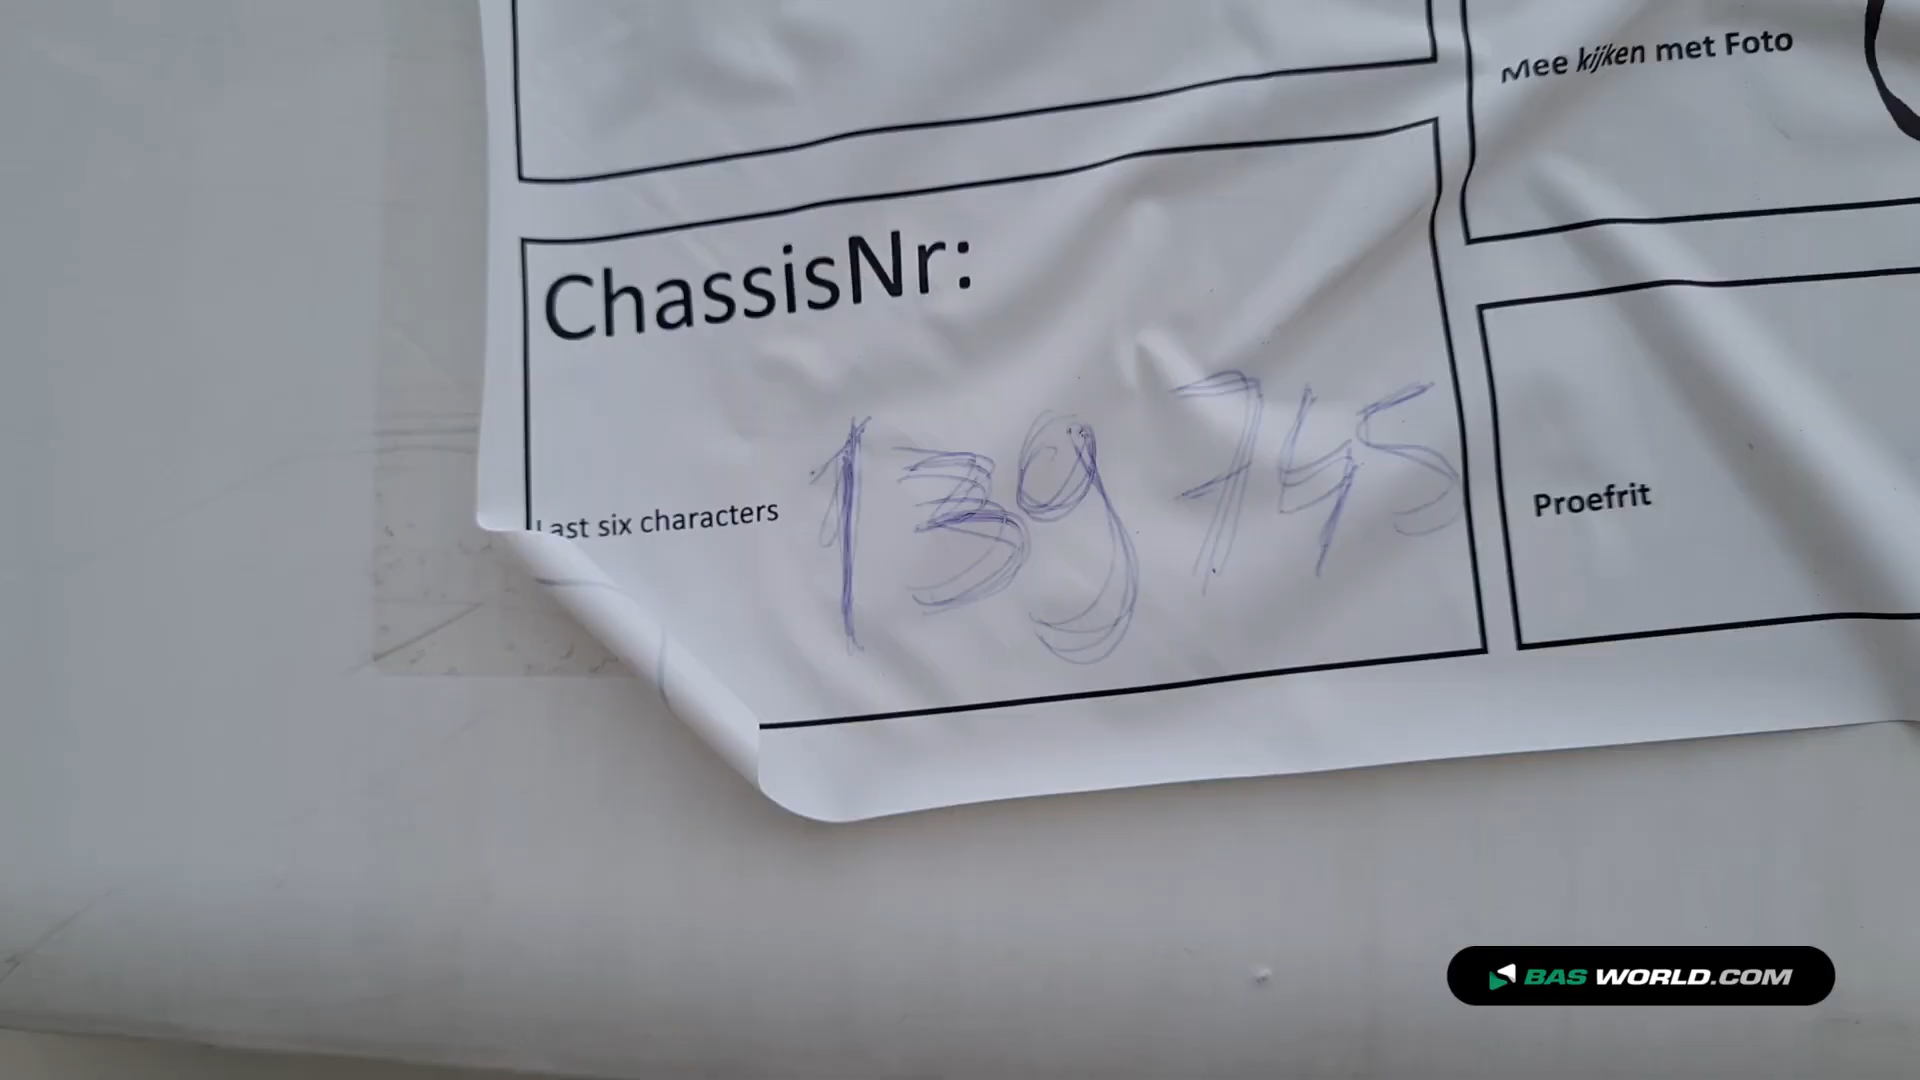 Mee kijken met Foto
ChassisNr:
Last six characters 139745
Proefrit
BAS WORLD.COM